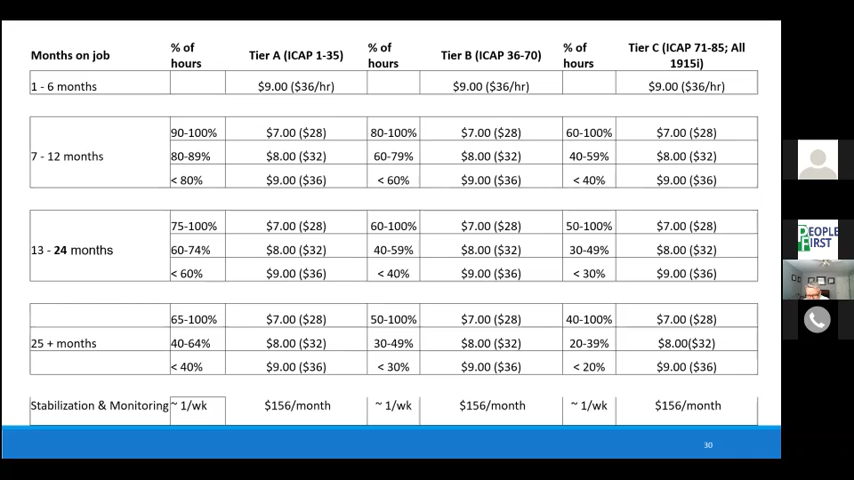 Months on job % of hours Tier A (ICAP 1-35) % of hours Tier B (ICAP 36-70) % of hours Tier C (ICAP 71-85; All 1915i)
1 - 6 months $9.00 ($36/hr) $9.00 ($36/hr) $9.00 ($36/hr)
90-100% $7.00 ($28) 80-100% $7.00 ($28) 60-100% $7.00 ($28)
7 - 12 months 80-89% $8.00 ($32) 60-79% $8.00 ($32) 40-59% $8.00 ($32)
< 80% $9.00 ($36) < 60% $9.00 ($36) < 40% $9.00 ($36)
75-100% $7.00 ($28) 60-100% $7.00 ($28) 50-100% $7.00 ($28)
13 - 24 months 60-74% $8.00 ($32) 40-59% $8.00 ($32) 30-49% $8.00 ($32)
< 60% $9.00 ($36) < 40% $9.00 ($36) < 30% $9.00 ($36)
65-100% $7.00 ($28) 50-100% $7.00 ($28) 40-100% $7.00 ($28)
25 + months 40-64% $8.00 ($32) 30-49% $8.00 ($32) 20-39% $8.00($32)
< 40% $9.00 ($36) < 30% $9.00 ($36) < 20% $9.00 ($36)
Stabilization & Monitoring ~ 1/wk $156/month ~ 1/wk $156/month ~ 1/wk $156/month
30
PEOPLE
FIRST